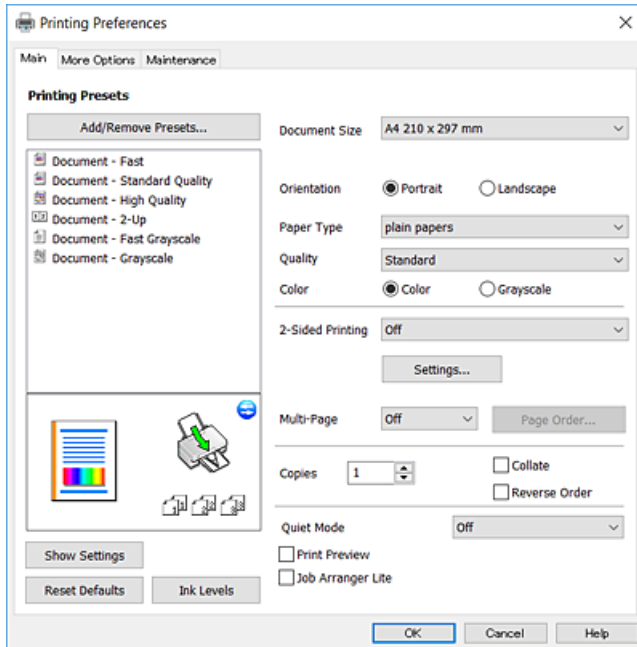 Printing Preferences
Main More Options Maintenance
Printing Presets
Add/Remove Presets...
Document - Fast
Document - Standard Quality
Document - High Quality
Document - 2-Up
Document - Fast Grayscale
Document - Grayscale
Show Settings
Reset Defaults Ink Levels
Document Size A4 210 x 297 mm
Orientation Portrait Landscape
Paper Type plain papers
Quality Standard
Color Color Grayscale
2-Sided Printing Off
Settings...
Multi-Page Off Page Order...
Copies 1 Collate
Reverse Order
Quiet Mode Off
Print Preview
Job Arranger Lite
OK Cancel Help